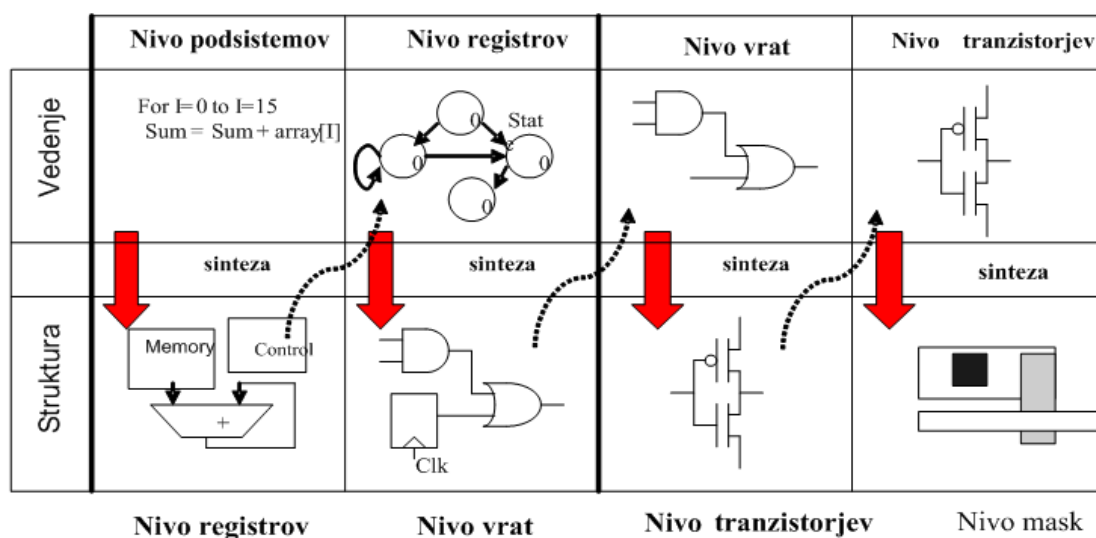 Nivo podsistemov
Nivo registrov
Nivo vrat
Nivo tranzistorjev
Vedenje
For I=0 to I=15
Sum = Sum + array[I]
Stat
e
0
0
0
0
sinteza
sinteza
sinteza
sinteza
Struktura
Memory
Control
+
Clk
Nivo registrov
Nivo vrat
Nivo tranzistorjev
Nivo mask